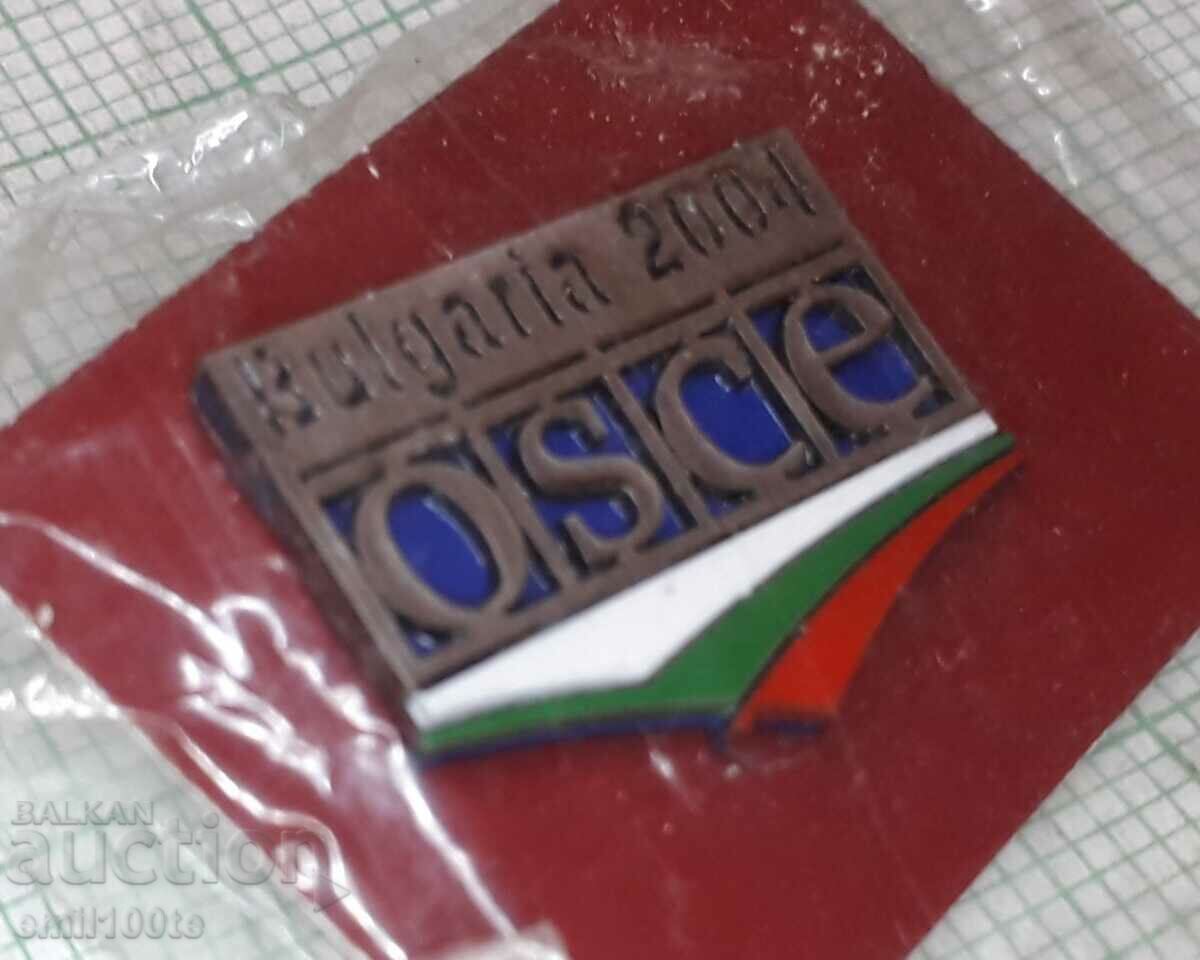 Bulgaria 2004
osce
BALKAN
auction
emil100te